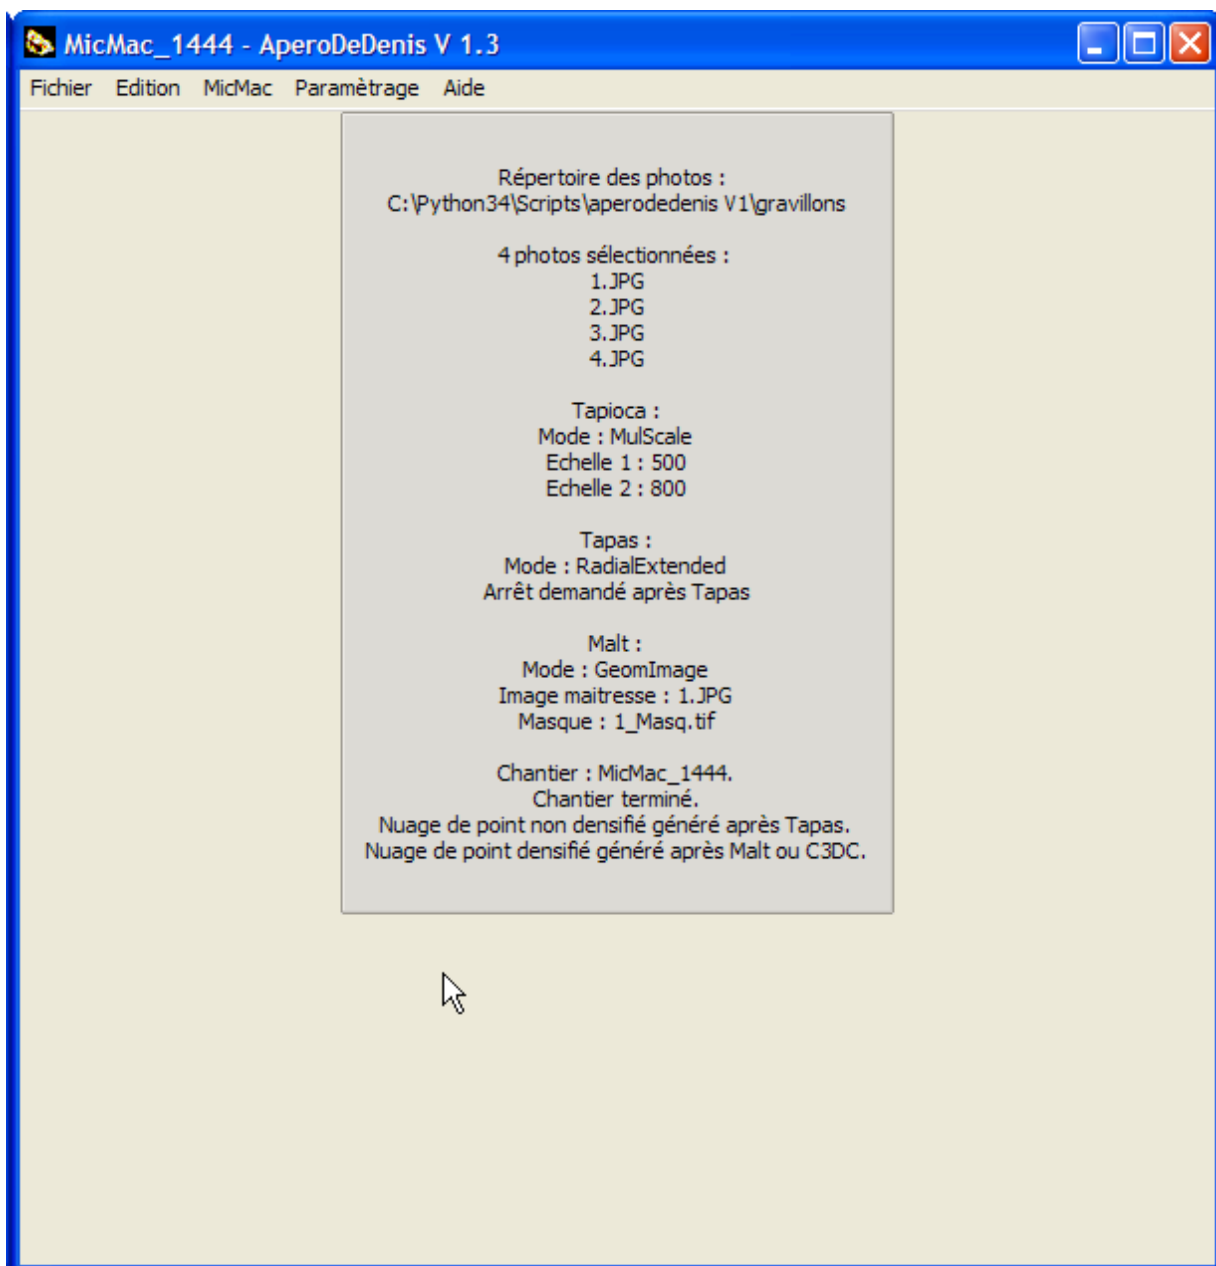 MicMac_1444 - AperoDeDenis V 1.3
Fichier Edition MicMac Paramètrage Aide
Répertoire des photos :
C:\Python34\Scripts\aperodedenis V1\gravillons
4 photos sélectionnées :
1.JPG
2.JPG
3.JPG
4.JPG
Tapioca :
Mode : MulScale
Echelle 1 : 500
Echelle 2 : 800
Tapas :
Mode : RadialExtended
Arrêt demandé après Tapas
Malt :
Mode : GeomImage
Image maitresse : 1.JPG
Masque : 1_Masq.tif
Chantier : MicMac_1444.
Chantier terminé.
Nuage de point non densifié généré après Tapas.
Nuage de point densifié généré après Malt ou C3DC.